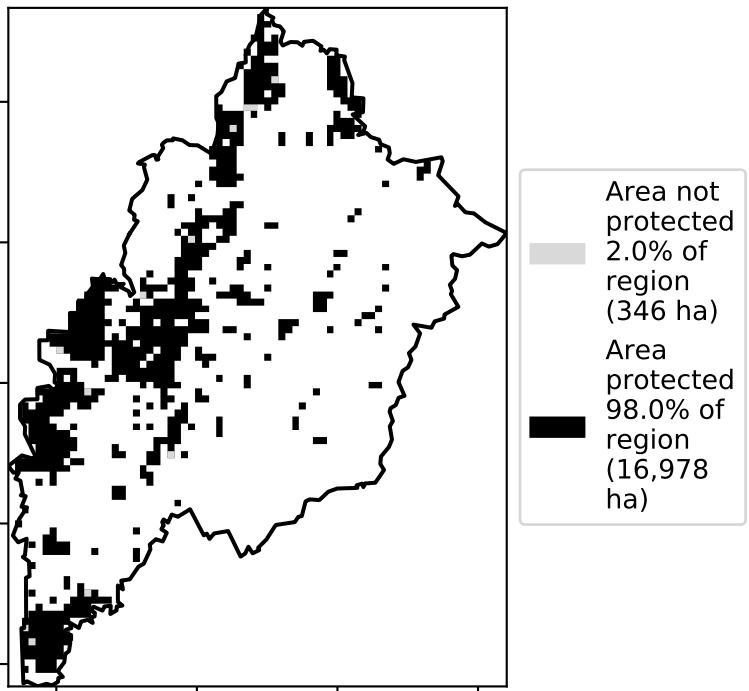 Area not
protected
2.0% of
region
(346 ha)
Area
protected
98.0% of
region
(16,978
ha)